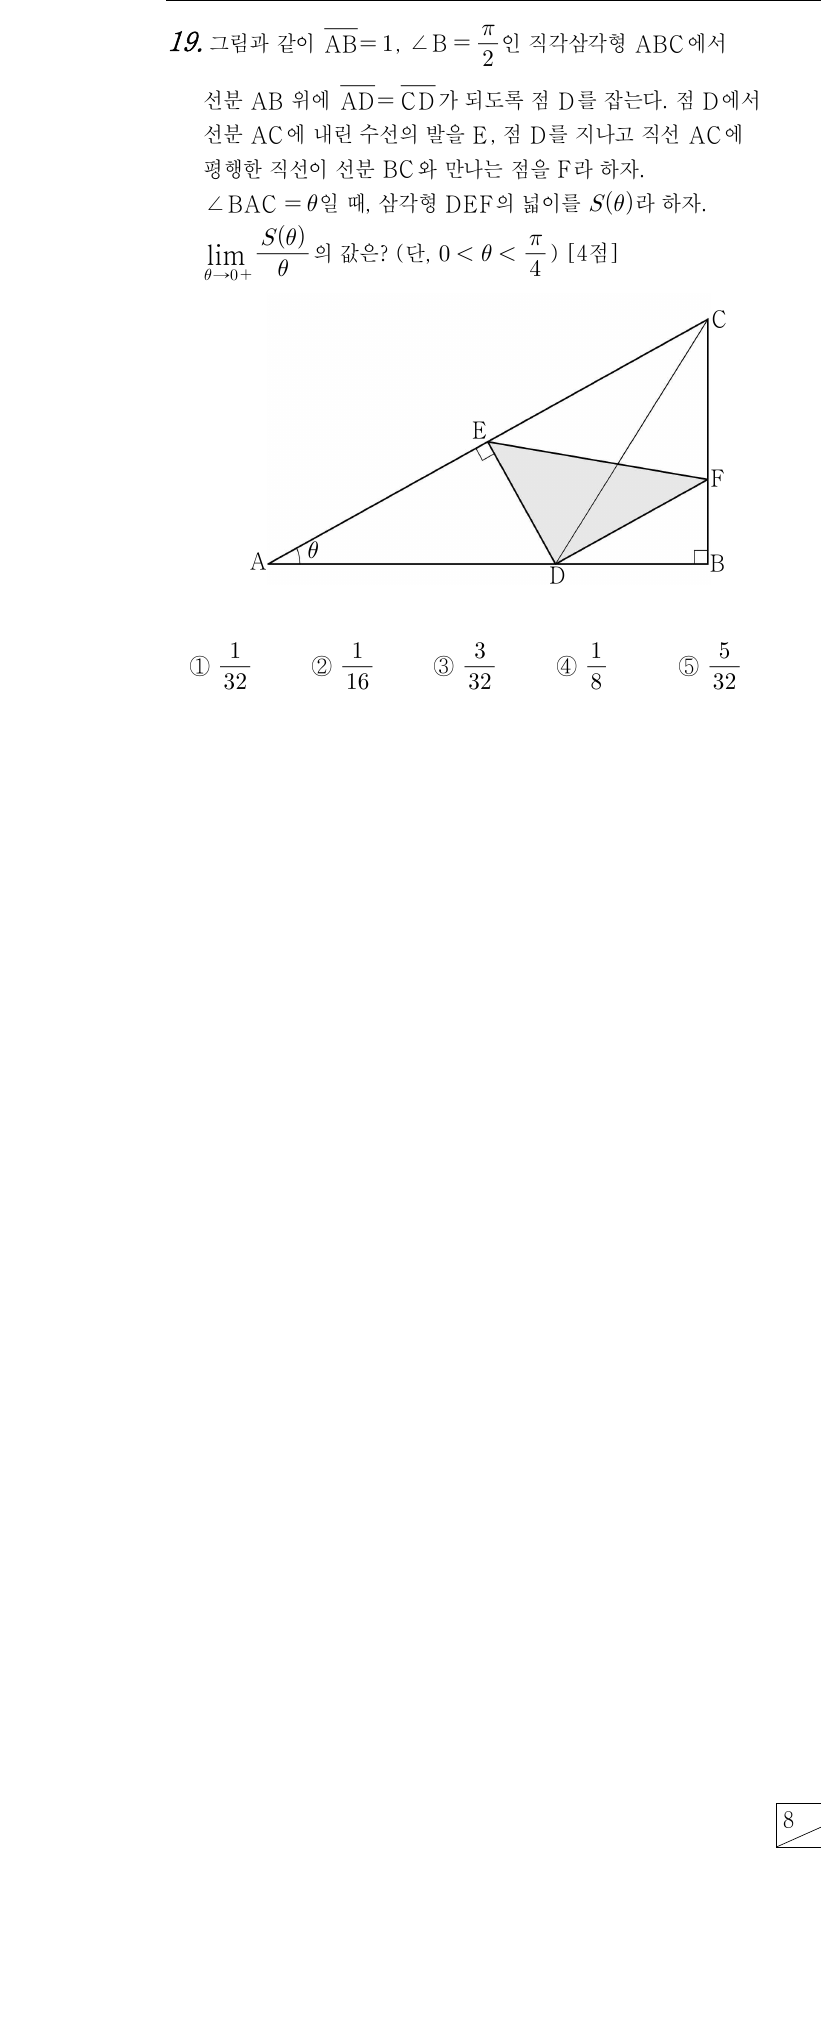 19. 그림과 같이 $\overline{AB}=1$, $\angle B=\frac{\pi}{2}$인 직각삼각형 ABC에서
선분 AB 위에 $\overline{AD}=\overline{CD}$가 되도록 점 D를 잡는다. 점 D에서
선분 AC에 내린 수선의 발을 E, 점 D를 지나고 직선 AC에
평행한 직선이 선분 BC와 만나는 점을 F라 하자.
$\angle BAC=\theta$일 때, 삼각형 DEF의 넓이를 $S(\theta)$라 하자.
$\lim_{\theta \to 0+} \frac{S(\theta)}{\theta}$의 값은? (단, $0<\theta<\frac{\pi}{4}$) [4점]
C
E
F
A
θ
B
D
① $\frac{1}{32}$ ② $\frac{1}{16}$ ③ $\frac{3}{32}$ ④ $\frac{1}{8}$ ⑤ $\frac{5}{32}$
8